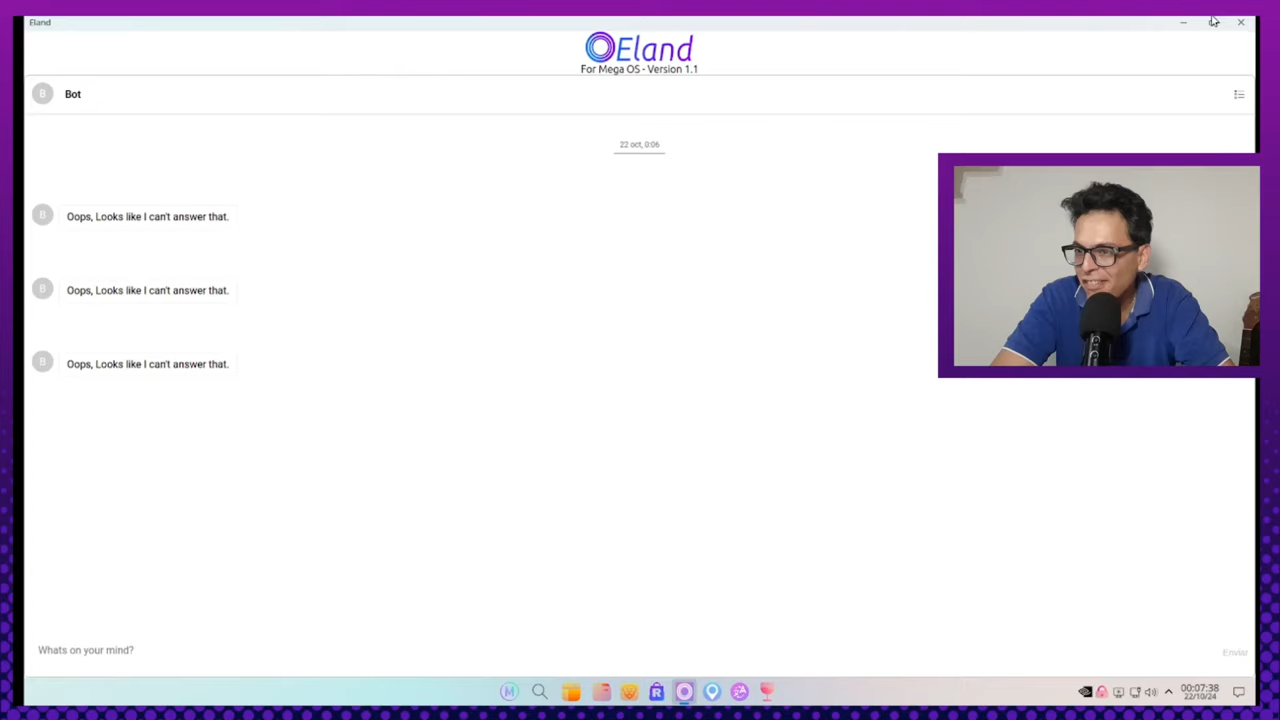 Eland
Eland
For Mega OS - Version 1.1
B
Bot
22 oct, 0:06
B
Oops, Looks like I can't answer that.
B
Oops, Looks like I can't answer that.
B
Oops, Looks like I can't answer that.
Whats on your mind?
Enviar
M
R
00:07:38
22/10/24